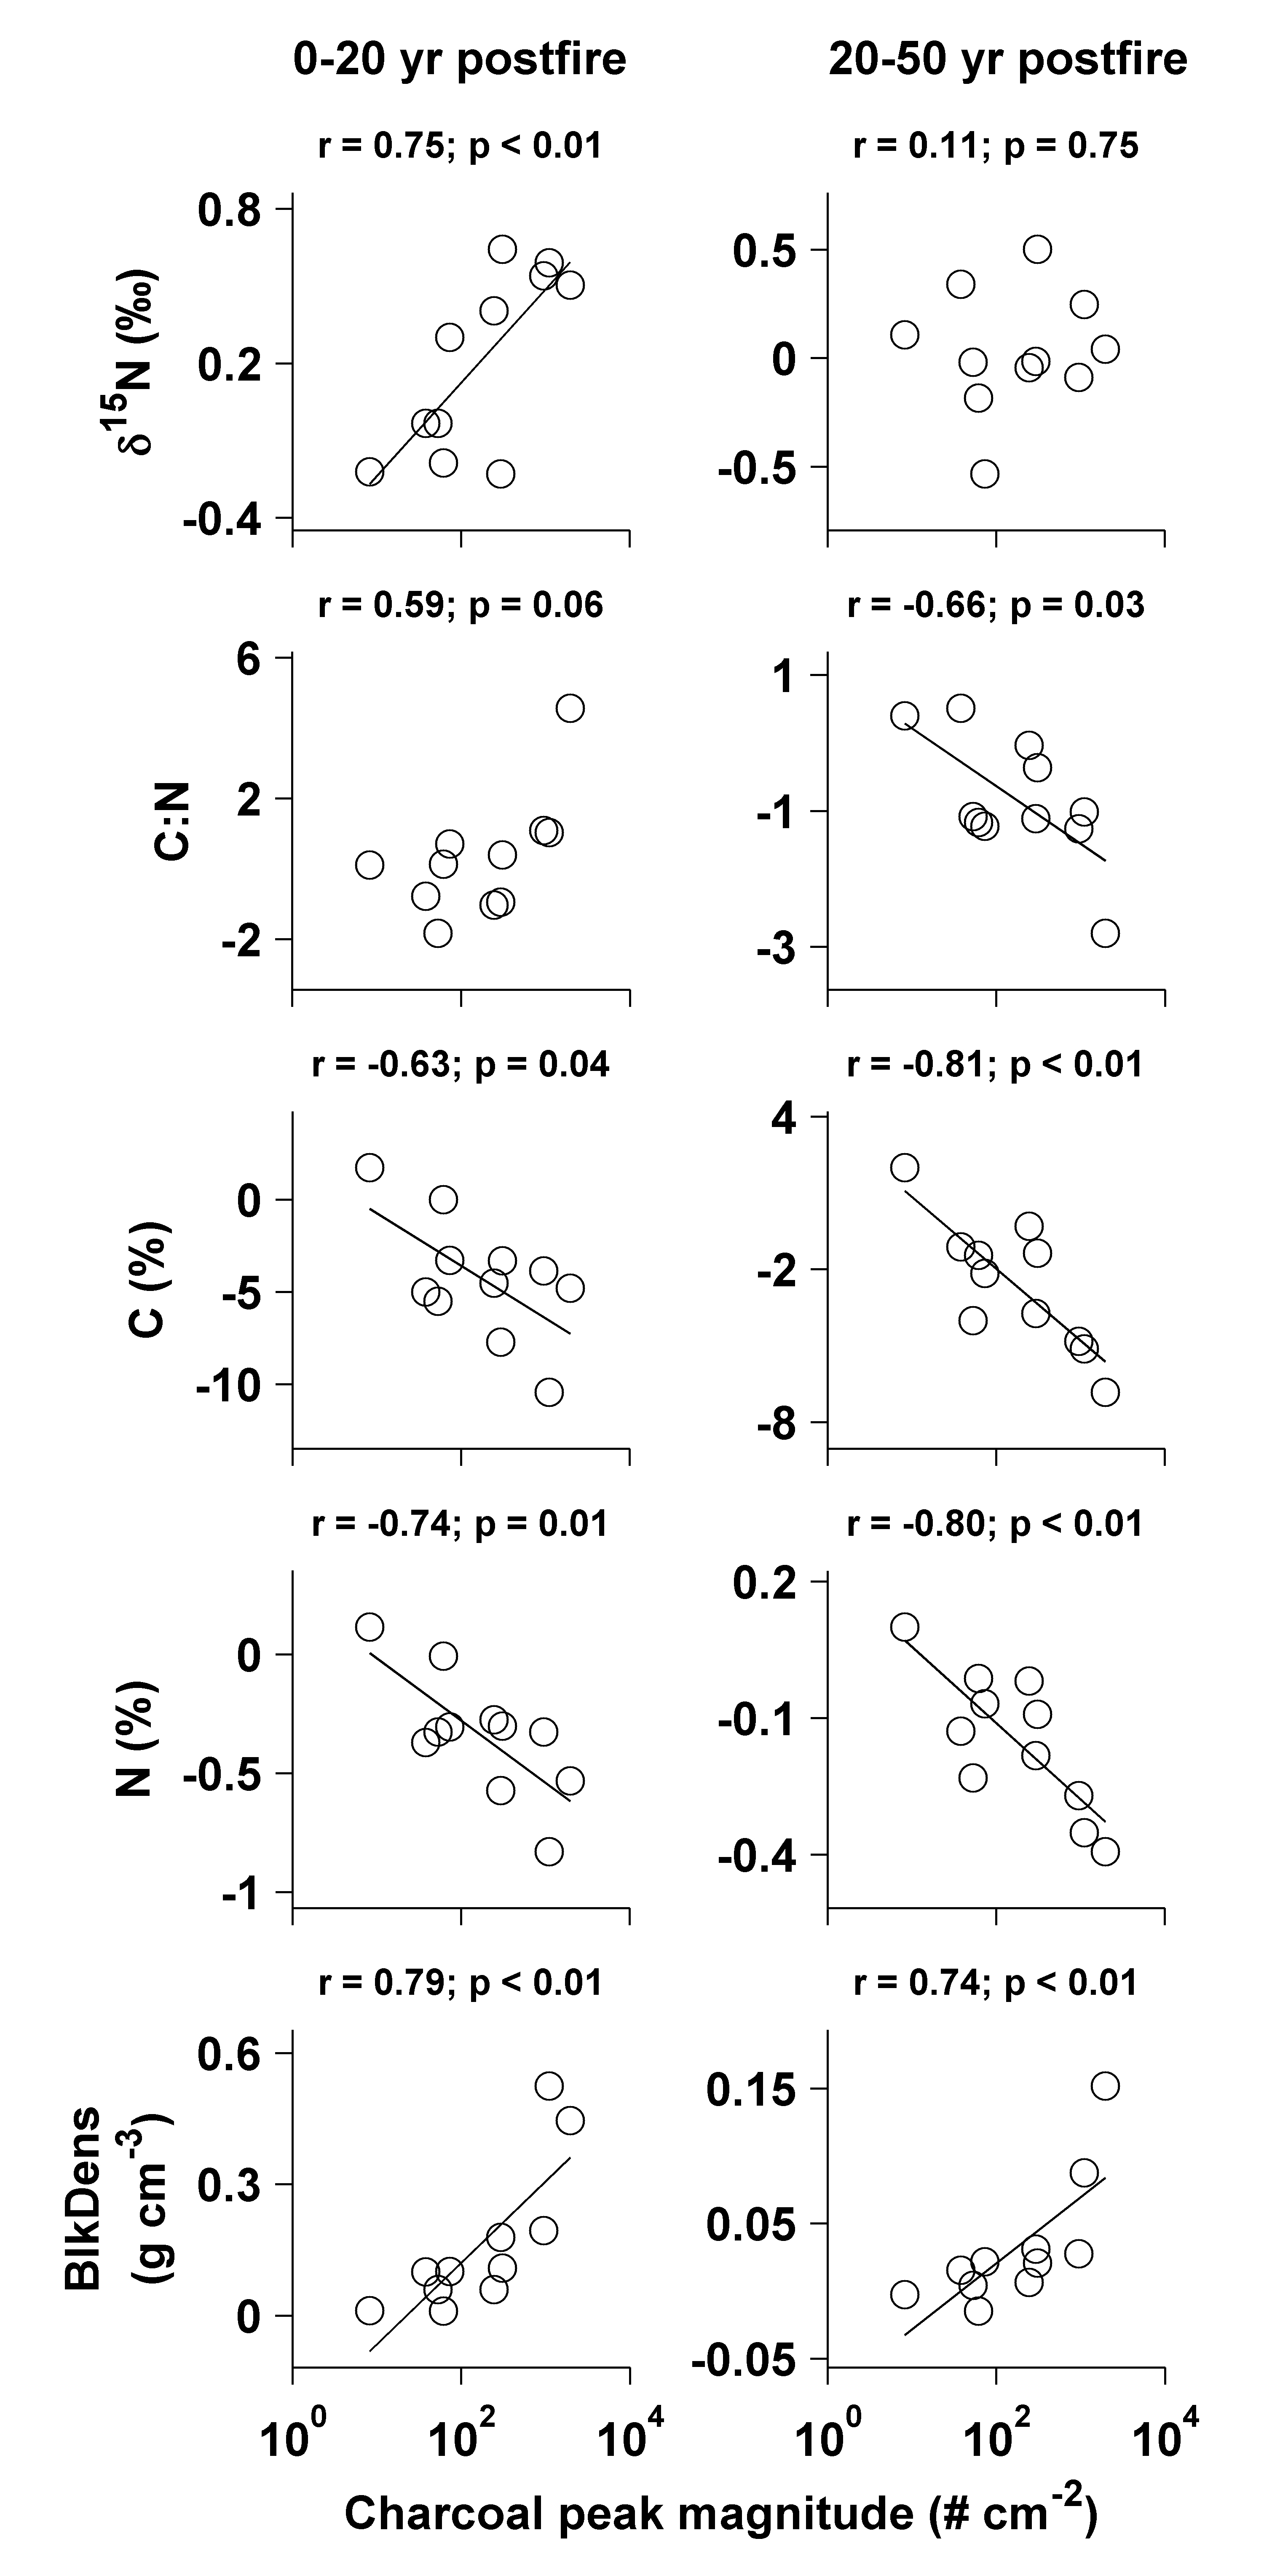 0-20 yr postfire 20-50 yr postfire
r = 0.75; p < 0.01 r = 0.11; p = 0.75
δ¹⁵N (‰)
0.8
0.2
-0.4
0.5
0
-0.5
r = 0.59; p = 0.06 r = -0.66; p = 0.03
C:N
6
2
-2
1
-1
-3
r = -0.63; p = 0.04 r = -0.81; p < 0.01
C (%)
0
-5
-10
4
-2
-8
r = -0.74; p = 0.01 r = -0.80; p < 0.01
N (%)
0
-0.5
-1
0.2
-0.1
-0.4
r = 0.79; p < 0.01 r = 0.74; p < 0.01
BlkDens
(g cm⁻³)
0.6
0.3
0
0.15
0.05
-0.05
10⁰ 10² 10⁴ 10⁰ 10² 10⁴
Charcoal peak magnitude (# cm⁻²)